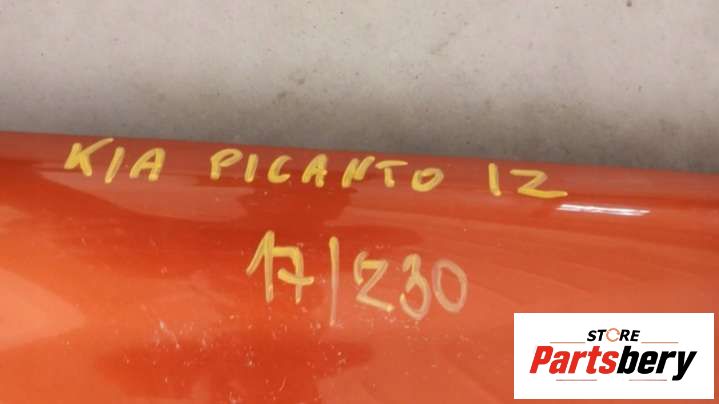 KIA PICANTO 12
17/230
STORE
Partsbery